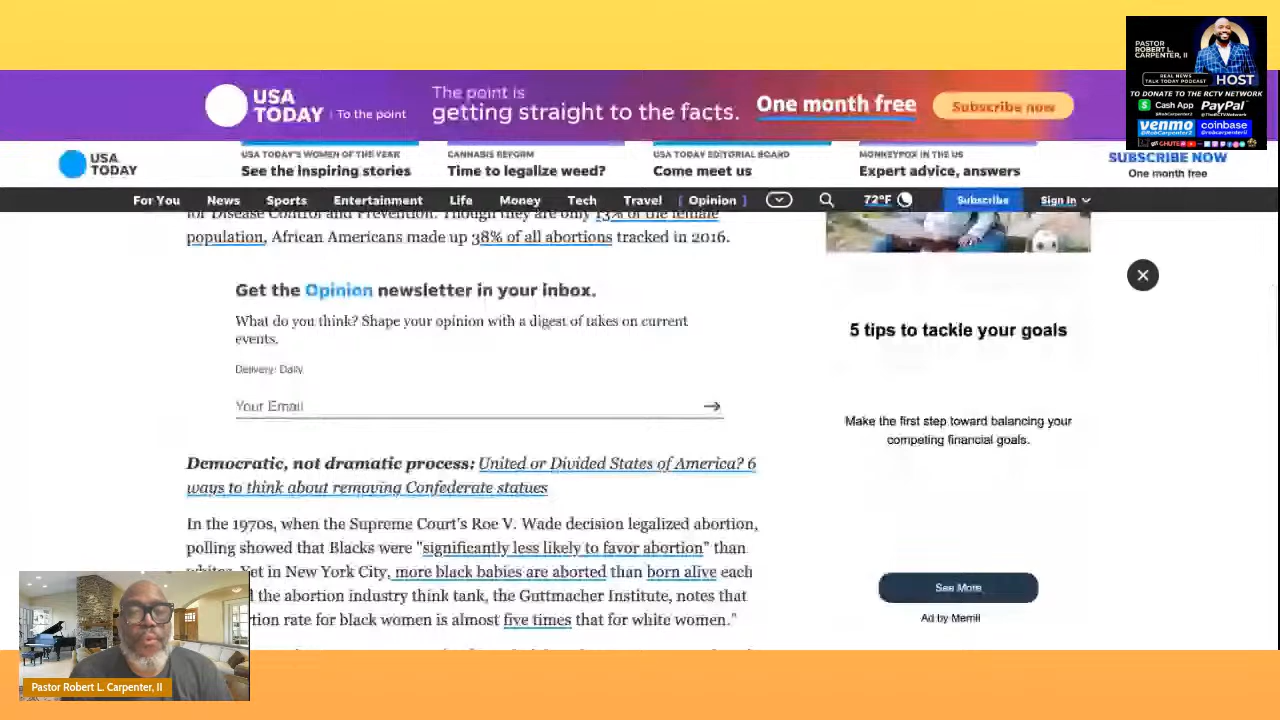 PASTOR
ROBERT L.
CARPENTER, II
REAL NEWS
TALK TODAY PODCAST
HOST
TO DONATE TO THE RCTV NETWORK
$ Cash App PayPal
@RobCarpenter2 @TheRCTVNetwork
venmo coinbase
@RobCarpenter2 @robcarpenterii
USA
TODAY To the point
The point is
getting straight to the facts.
One month free
Subscribe now
USA
TODAY
USA TODAY'S WOMEN OF THE YEAR
See the inspiring stories
CANNABIS REFORM
Time to legalize weed?
USA TODAY EDITORIAL BOARD
Come meet us
MONKEYPOX IN THE US
Expert advice, answers
SUBSCRIBE NOW
One month free
For You News Sports Entertainment Life Money Tech Travel [ Opinion ] 72°F Subscribe Sign In
for Disease Control and Prevention. Though they are only 13% of the female
population, African Americans made up 38% of all abortions tracked in 2016.
Get the Opinion newsletter in your inbox.
What do you think? Shape your opinion with a digest of takes on current
events.
Delivery: Daily
Your Email
Democratic, not dramatic process: United or Divided States of America? 6
ways to think about removing Confederate statues
In the 1970s, when the Supreme Court's Roe V. Wade decision legalized abortion,
polling showed that Blacks were "significantly less likely to favor abortion" than
whites. Yet in New York City, more black babies are aborted than born alive each
the abortion industry think tank, the Guttmacher Institute, notes that
rate for black women is almost five times that for white women."
5 tips to tackle your goals
Make the first step toward balancing your
competing financial goals.
See More
Ad by Merrill
Pastor Robert L. Carpenter, II